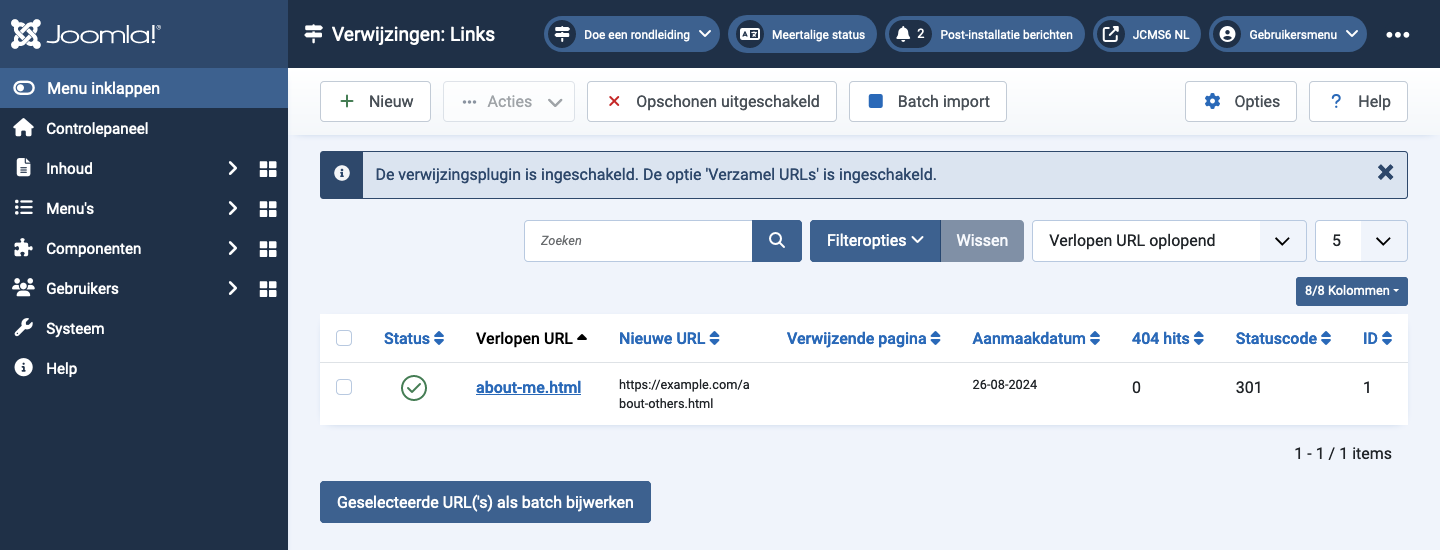 Joomla!
Verwijzingen: Links
Doe een rondleiding
Meertalige status
2
Post-installatie berichten
JCMS6 NL
Gebruikersmenu
Menu inklappen
Controlepaneel
Inhoud
Menu's
Componenten
Gebruikers
Systeem
Help
Nieuw
Acties
Opschonen uitgeschakeld
Batch import
Opties
Help
De verwijzingsplugin is ingeschakeld. De optie 'Verzamel URLs' is ingeschakeld.
Zoeken
Filteropties
Wissen
Verlopen URL oplopend
5
8/8 Kolommen
Status
Verlopen URL
Nieuwe URL
Verwijzende pagina
Aanmaakdatum
404 hits
Statuscode
ID
about-me.html
https://example.com/a
bout-others.html
26-08-2024
0
301
1
1 - 1 / 1 items
Geselecteerde URL('s) als batch bijwerken